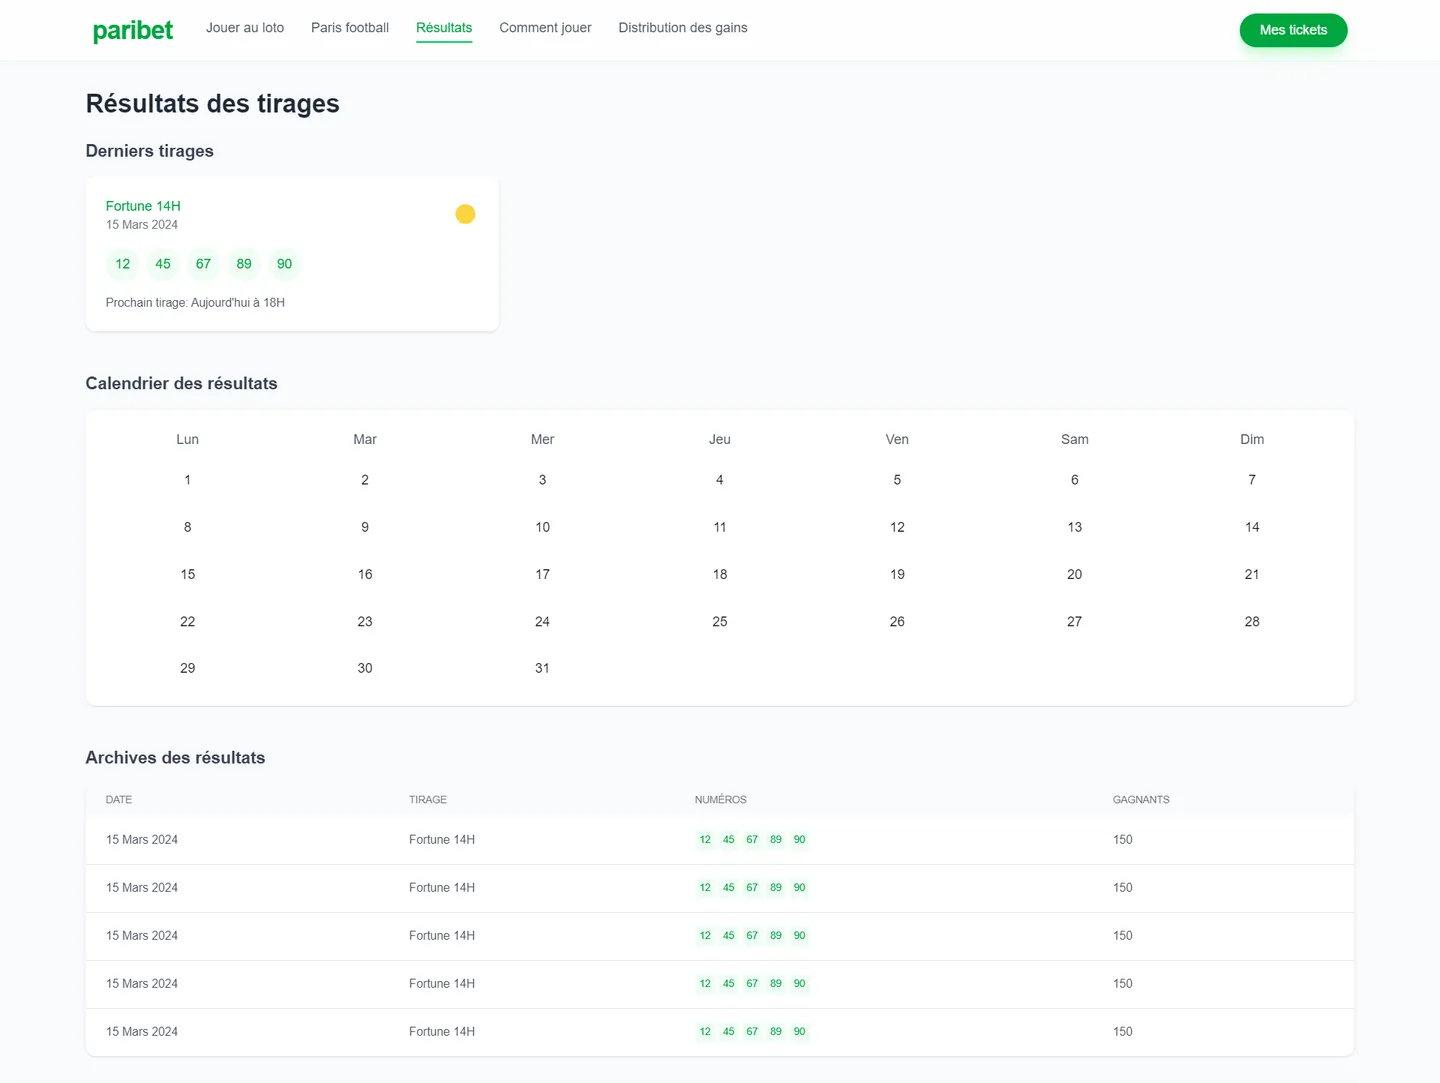 paribet Jouer au loto Paris football Résultats Comment jouer Distribution des gains Mes tickets
Résultats des tirages
Derniers tirages
Fortune 14H
15 Mars 2024
12 45 67 89 90
Prochain tirage: Aujourd'hui à 18H
Calendrier des résultats
Lun Mar Mer Jeu Ven Sam Dim
1 2 3 4 5 6 7
8 9 10 11 12 13 14
15 16 17 18 19 20 21
22 23 24 25 26 27 28
29 30 31
Archives des résultats
DATE TIRAGE NUMÉROS GAGNANTS
15 Mars 2024 Fortune 14H 12 45 67 89 90 150
15 Mars 2024 Fortune 14H 12 45 67 89 90 150
15 Mars 2024 Fortune 14H 12 45 67 89 90 150
15 Mars 2024 Fortune 14H 12 45 67 89 90 150
15 Mars 2024 Fortune 14H 12 45 67 89 90 150